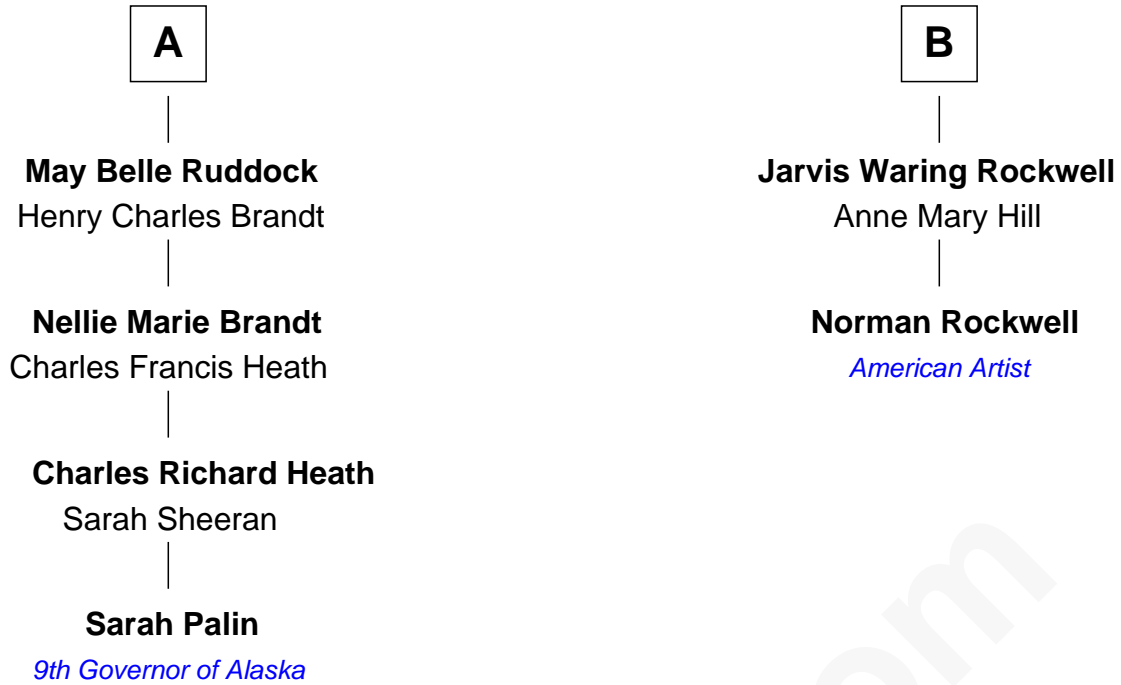 A
May Belle Ruddock
Henry Charles Brandt
Nellie Marie Brandt
Charles Francis Heath
Charles Richard Heath
Sarah Sheeran
Sarah Palin
9th Governor of Alaska
B
Jarvis Waring Rockwell
Anne Mary Hill
Norman Rockwell
American Artist
om